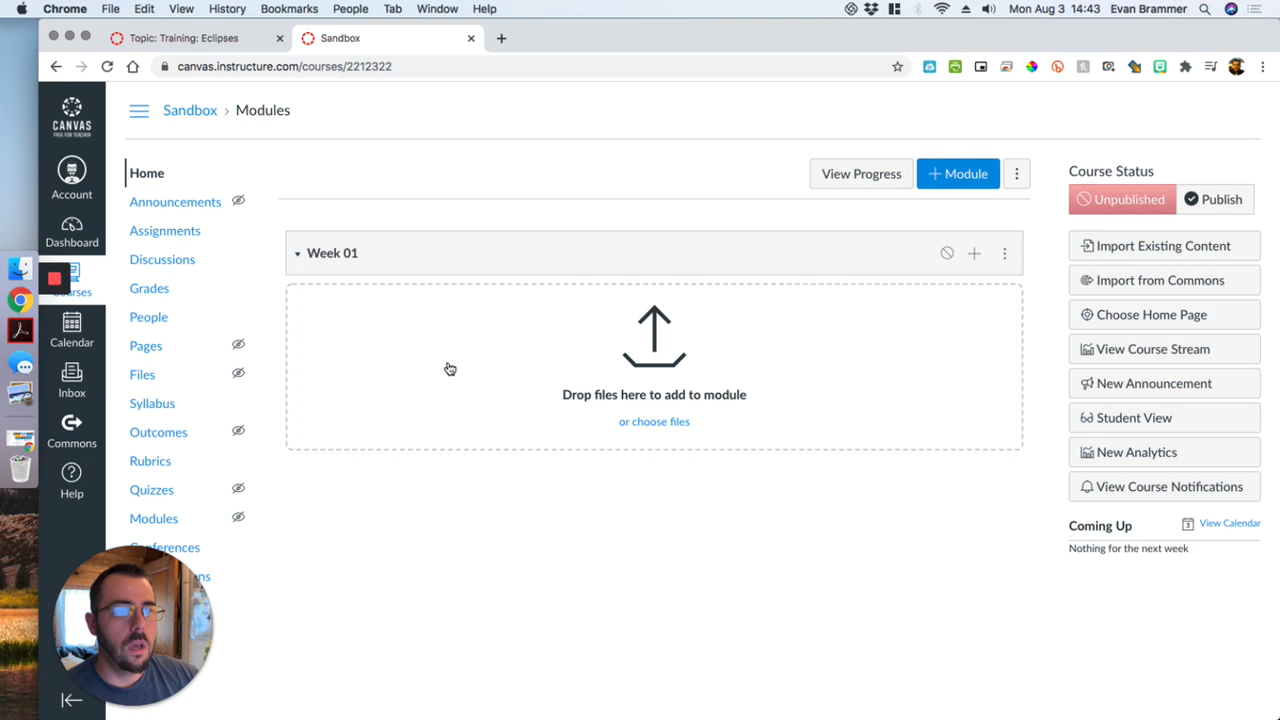 Chrome File Edit View History Bookmarks People Tab Window Help Mon Aug 3 14:43 Evan Brammer
Topic: Training: Eclipses
Sandbox
canvas.instructure.com/courses/2212322
CANVAS
FREE FOR TEACHER
Account
Dashboard
Courses
Calendar
Inbox
Commons
Help
Sandbox › Modules
Home
Announcements
Assignments
Discussions
Grades
People
Pages
Files
Syllabus
Outcomes
Rubrics
Quizzes
Modules
Conferences
ns
View Progress
+ Module
Week 01
Drop files here to add to module
or choose files
Course Status
Unpublished
Publish
Import Existing Content
Import from Commons
Choose Home Page
View Course Stream
New Announcement
Student View
New Analytics
View Course Notifications
Coming Up
View Calendar
Nothing for the next week